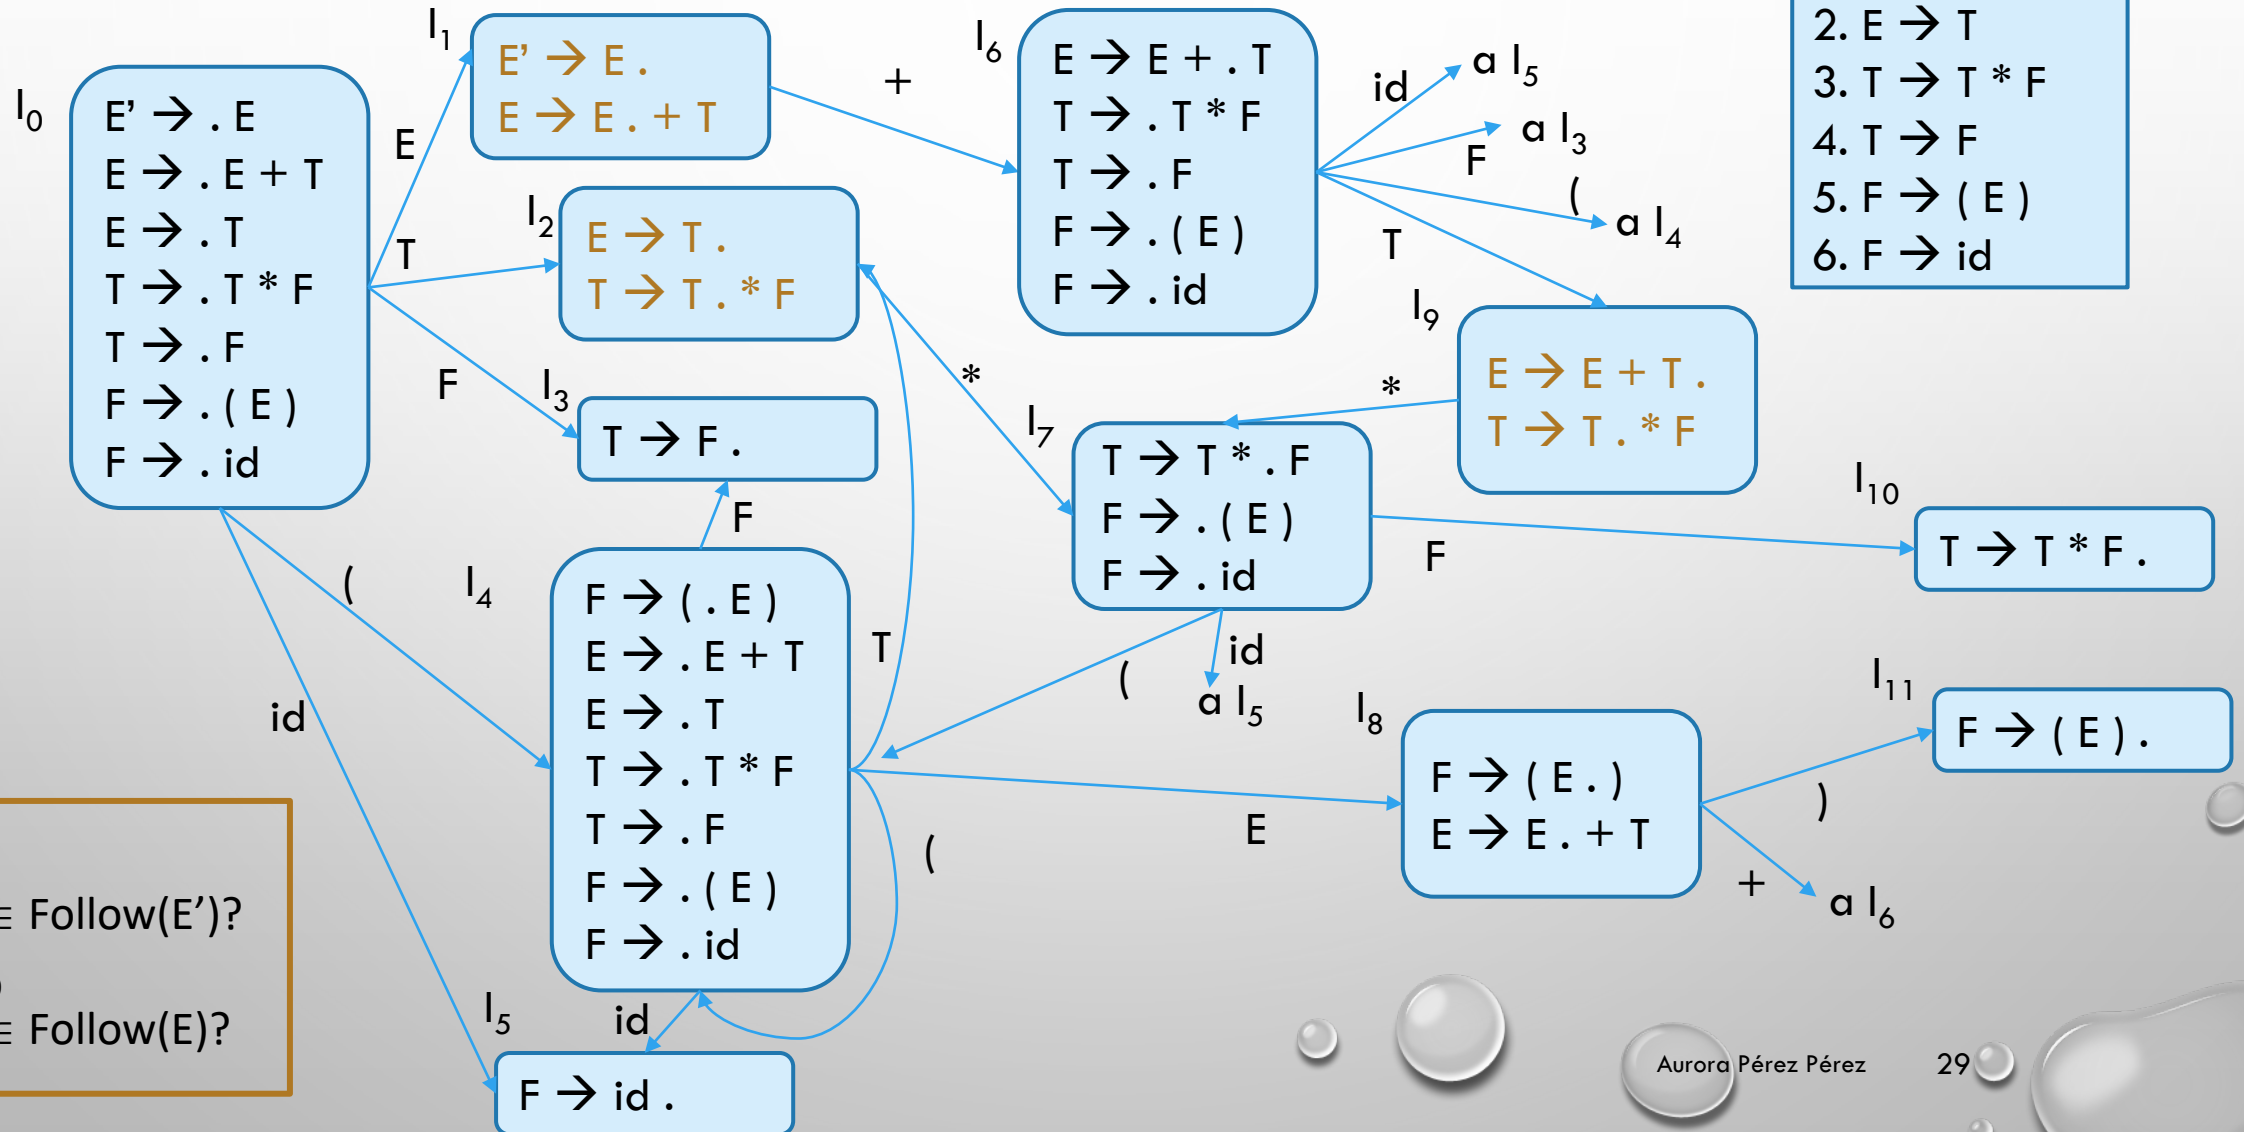 I0
E’ → . E
E → . E + T
E → . T
T → . T * F
T → . F
F → . ( E )
F → . id
E
T
F
(
id
I1
E’ → E .
E → E . + T
+
I2
E → T .
T → T . * F
*
I3
T → F .
F
I4
F → ( . E )
E → . E + T
E → . T
T → . T * F
T → . F
F → . ( E )
F → . id
T
(
E
id
I5
F → id .
I6
E → E + . T
T → . T * F
T → . F
F → . ( E )
F → . id
id
a I5
F
a I3
(
a I4
T
I9
E → E + T .
T → T . * F
*
I7
T → T * . F
F → . ( E )
F → . id
F
(
id
a I5
I10
T → T * F .
I8
F → ( E . )
E → E . + T
)
+
a I6
I11
F → ( E ) .
2. E → T
3. T → T * F
4. T → F
5. F → ( E )
6. F → id
Follow(E’)?
Follow(E)?
Aurora Pérez Pérez
29